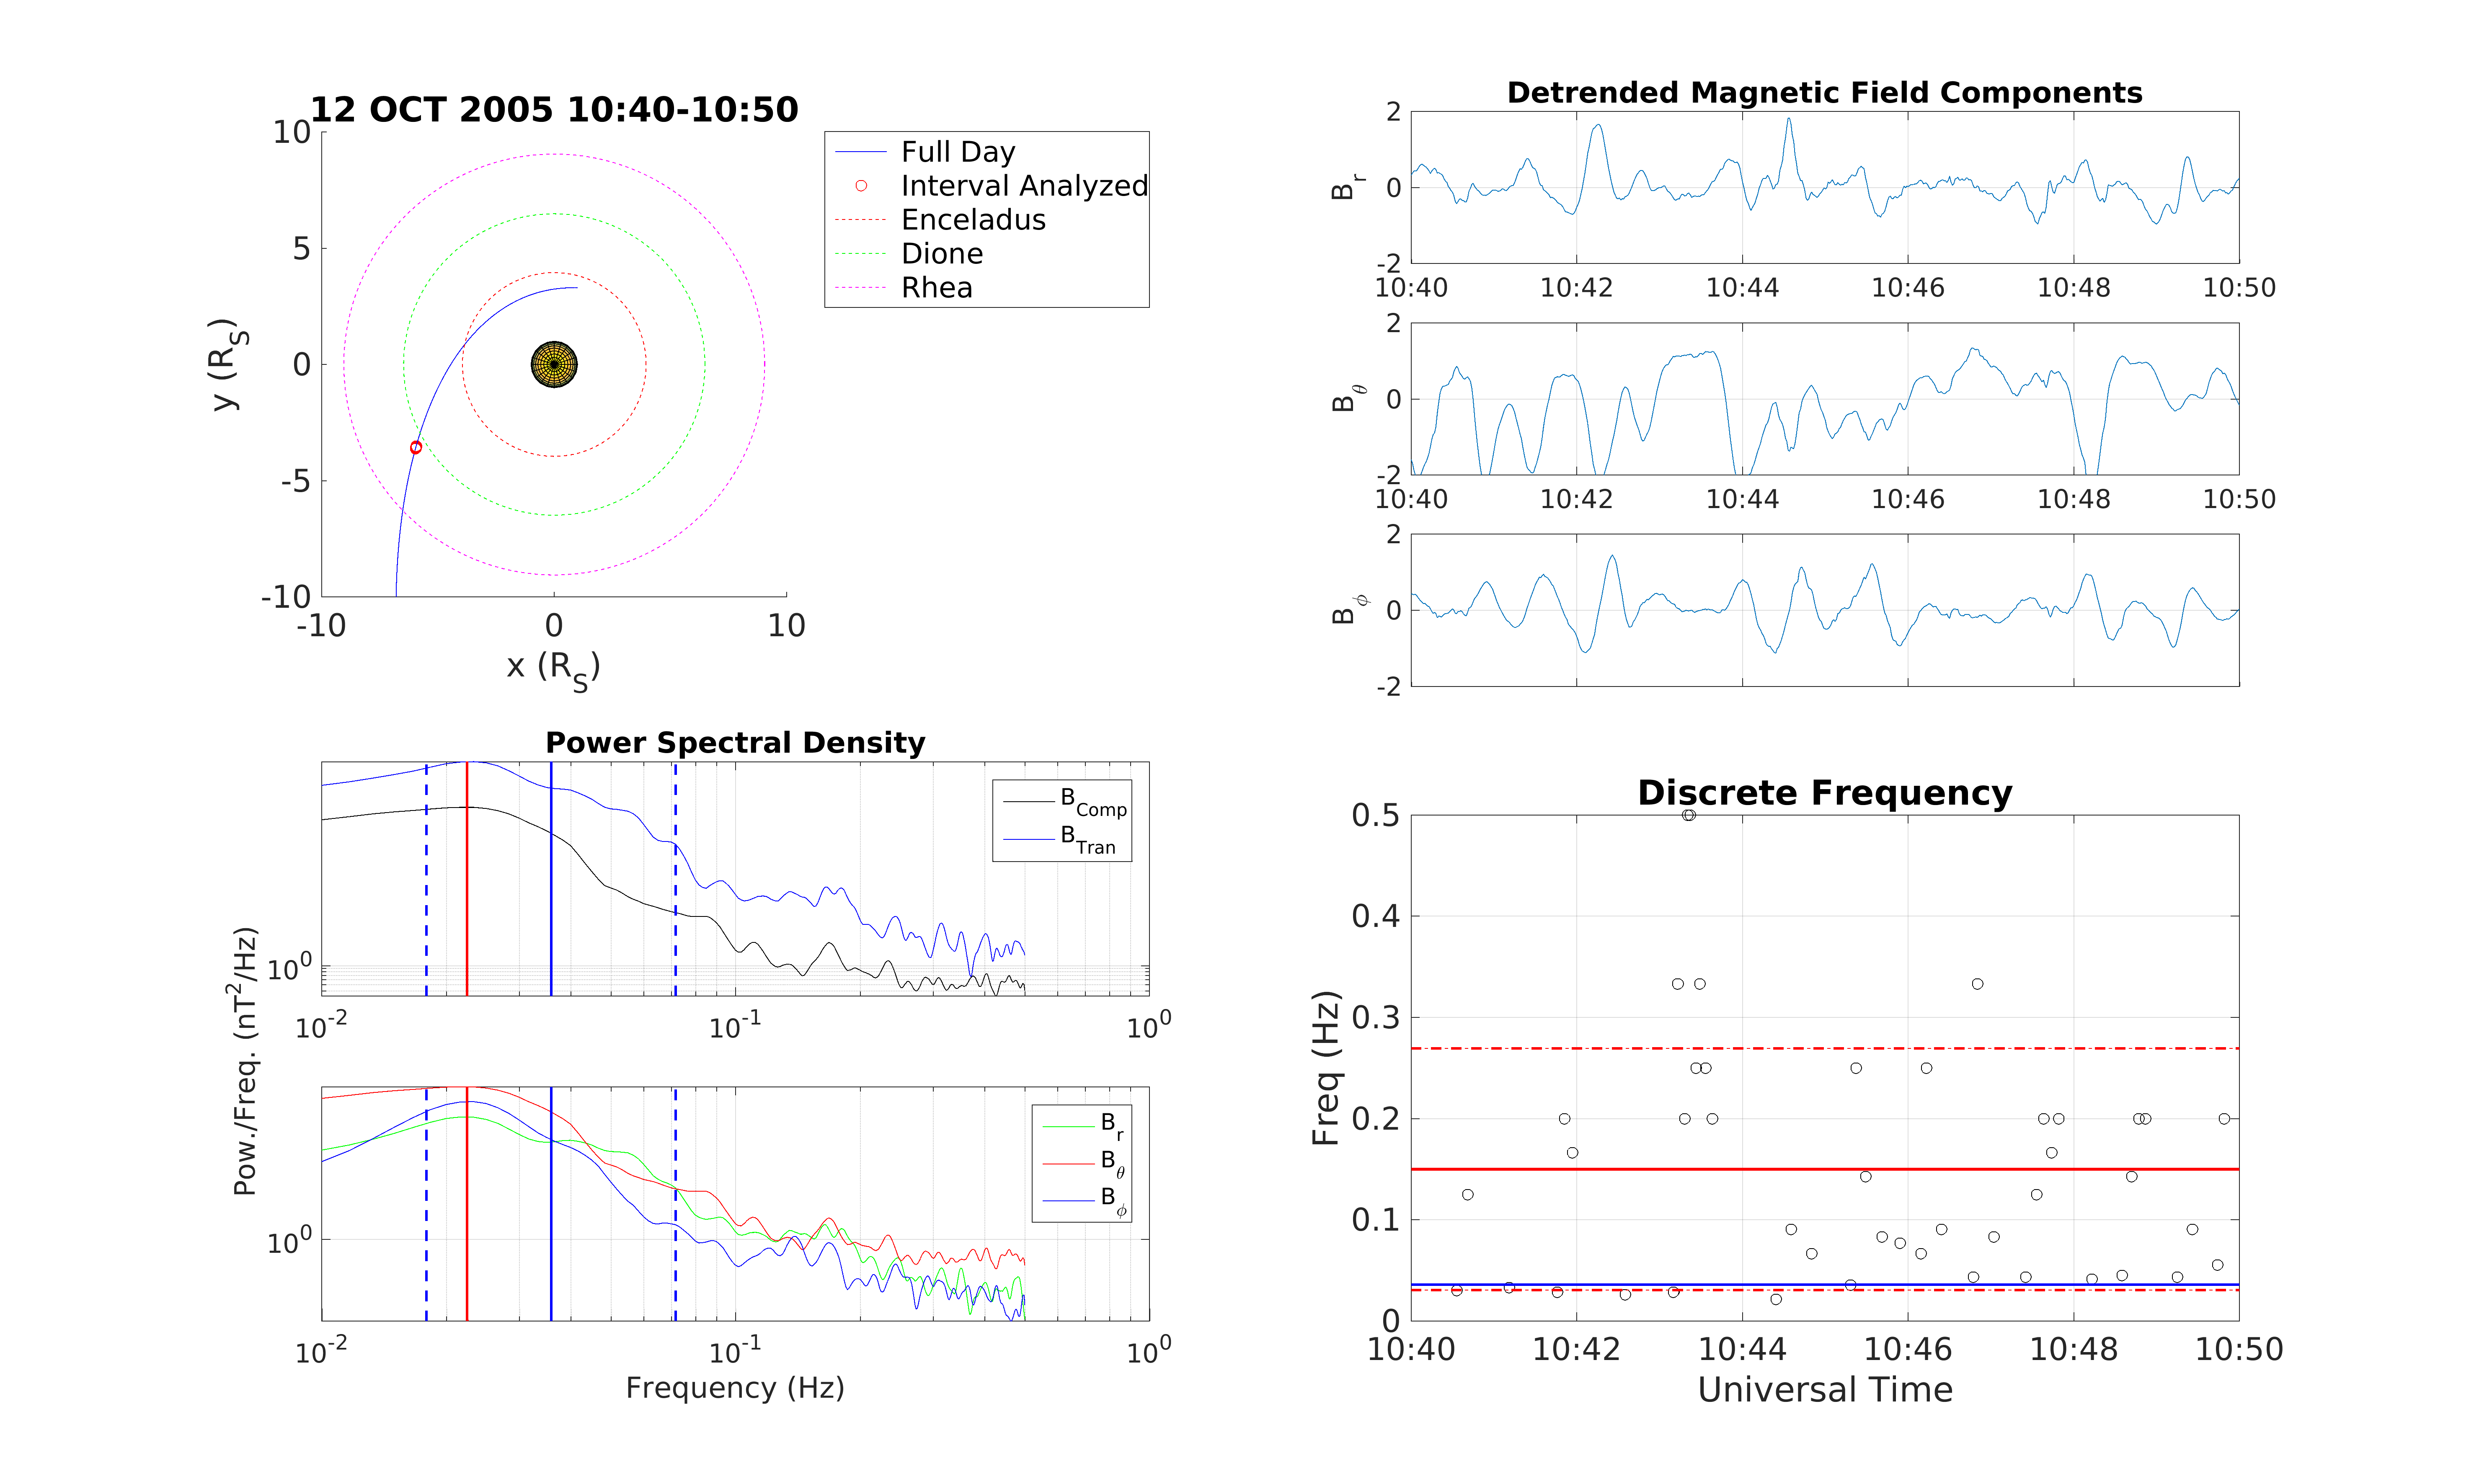 12 OCT 2005 10:40-10:50
10
5
0
-5
-10
-10
0
10
y (R_S)
x (R_S)
Full Day
Interval Analyzed
Enceladus
Dione
Rhea
Detrended Magnetic Field Components
B_r
2
0
-2
10:40
10:42
10:44
10:46
10:48
10:50
B_θ
2
0
-2
10:40
10:42
10:44
10:46
10:48
10:50
B_ϕ
2
0
-2
Power Spectral Density
B_Comp
B_Tran
10^0
10^-2
10^-1
10^0
Pow./Freq. (nT^2/Hz)
B_r
B_θ
B_ϕ
10^0
10^-2
10^-1
10^0
Frequency (Hz)
Discrete Frequency
Freq (Hz)
0.5
0.4
0.3
0.2
0.1
0
10:40
10:42
10:44
10:46
10:48
10:50
Universal Time